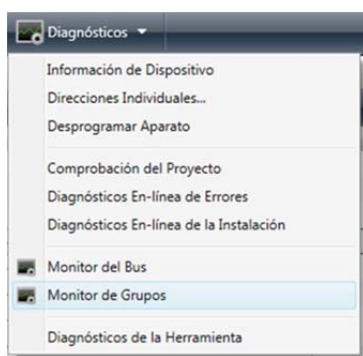 Diagnósticos
Información de Dispositivo
Direcciones Individuales...
Desprogramar Aparato
Comprobación del Proyecto
Diagnósticos En-línea de Errores
Diagnósticos En-línea de la Instalación
Monitor del Bus
Monitor de Grupos
Diagnósticos de la Herramienta